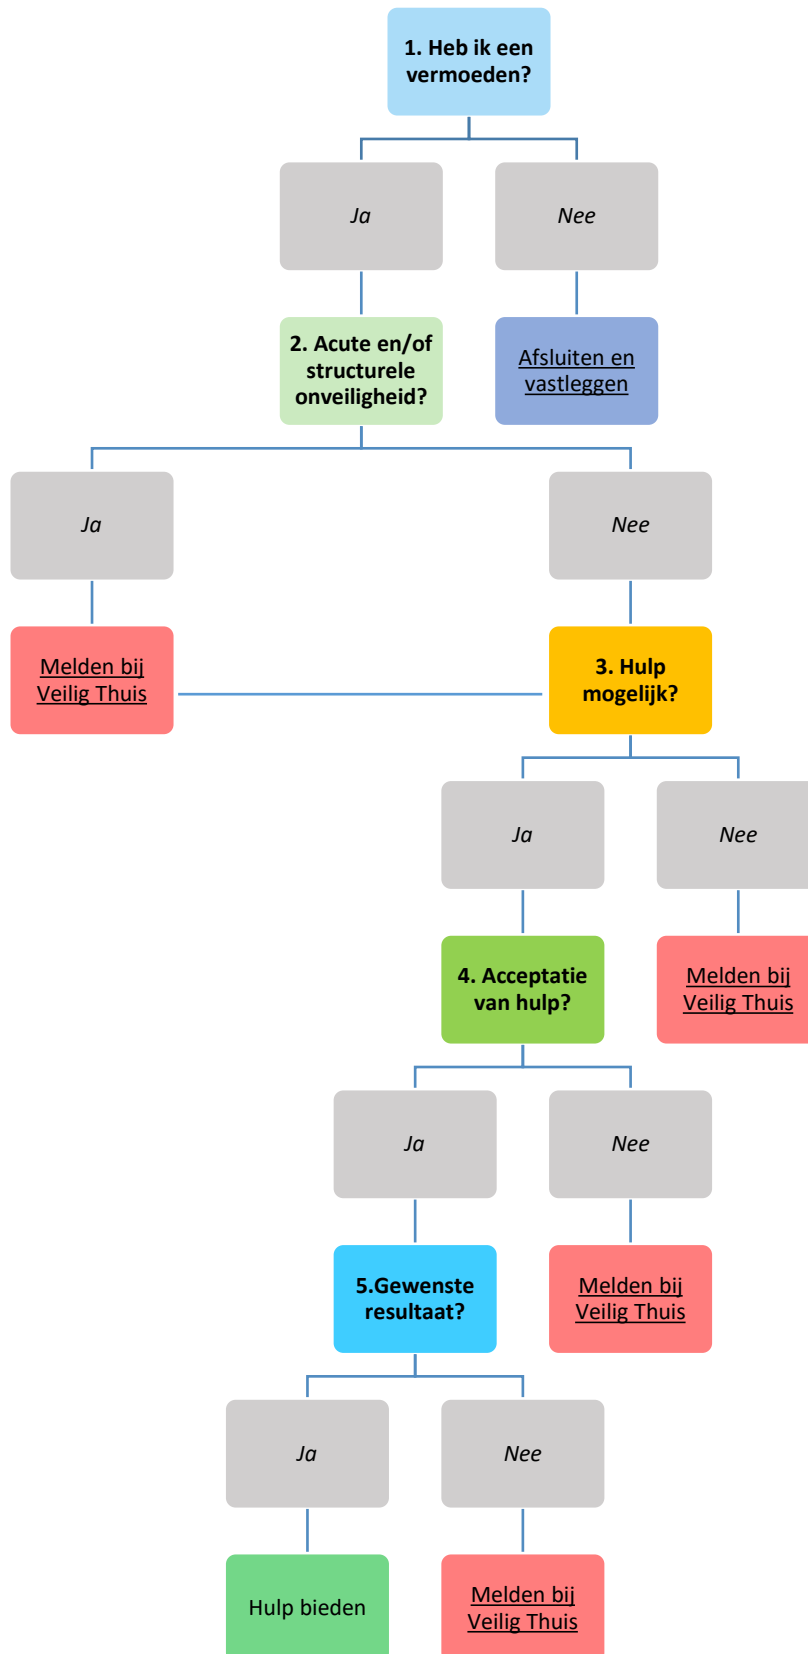 1. Heb ik een
vermoeden?
Ja
Nee
2. Acute en/of
structurele
onveiligheid?
Afsluiten en
vastleggen
Ja
Nee
Melden bij
Veilig Thuis
3. Hulp
mogelijk?
Ja
Nee
4. Acceptatie
van hulp?
Melden bij
Veilig Thuis
Ja
Nee
5.Gewenste
resultaat?
Melden bij
Veilig Thuis
Ja
Nee
Hulp bieden
Melden bij
Veilig Thuis